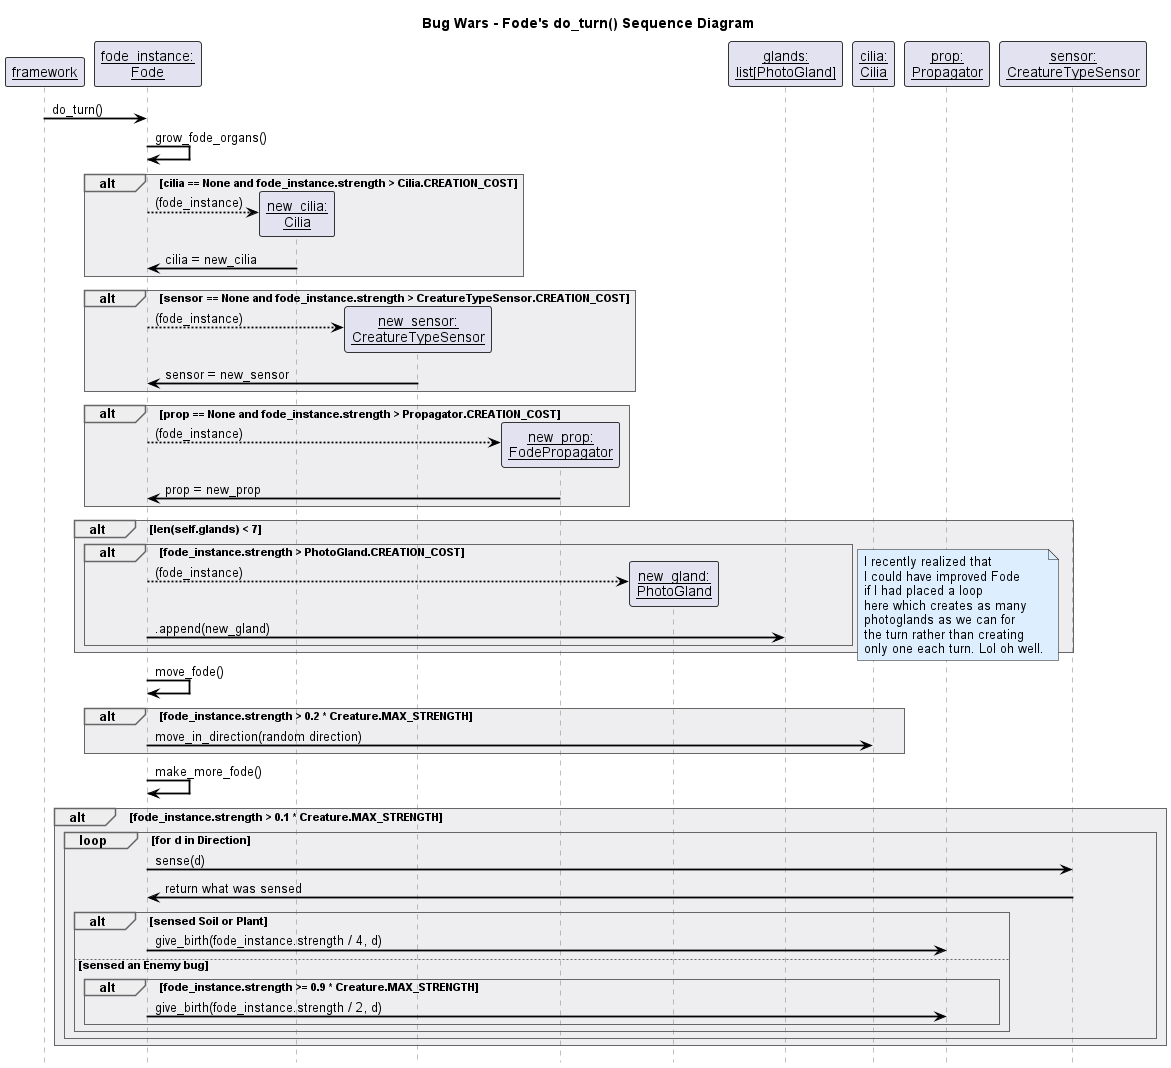 Bug Wars - Fode's do_turn() Sequence Diagram
framework
fode_instance:
Fode
glands:
list[PhotoGland]
cilia:
Cilia
prop:
Propagator
sensor:
CreatureTypeSensor
do_turn()
grow_fode_organs()
alt [cilia == None and fode_instance.strength > Cilia.CREATION_COST]
(fode_instance)
new_cilia:
Cilia
cilia = new_cilia
alt [sensor == None and fode_instance.strength > CreatureTypeSensor.CREATION_COST]
(fode_instance)
new_sensor:
CreatureTypeSensor
sensor = new_sensor
alt [prop == None and fode_instance.strength > Propagator.CREATION_COST]
(fode_instance)
new_prop:
FodePropagator
prop = new_prop
alt [len(self.glands) < 7]
alt [fode_instance.strength > PhotoGland.CREATION_COST]
(fode_instance)
new_gland:
PhotoGland
.append(new_gland)
I recently realized that
I could have improved Fode
if I had placed a loop
here which creates as many
photoglands as we can for
the turn rather than creating
only one each turn. Lol oh well.
move_fode()
alt [fode_instance.strength > 0.2 * Creature.MAX_STRENGTH]
move_in_direction(random direction)
make_more_fode()
alt [fode_instance.strength > 0.1 * Creature.MAX_STRENGTH]
loop [for d in Direction]
sense(d)
return what was sensed
alt [sensed Soil or Plant]
give_birth(fode_instance.strength / 4, d)
[sensed an Enemy bug]
alt [fode_instance.strength >= 0.9 * Creature.MAX_STRENGTH]
give_birth(fode_instance.strength / 2, d)